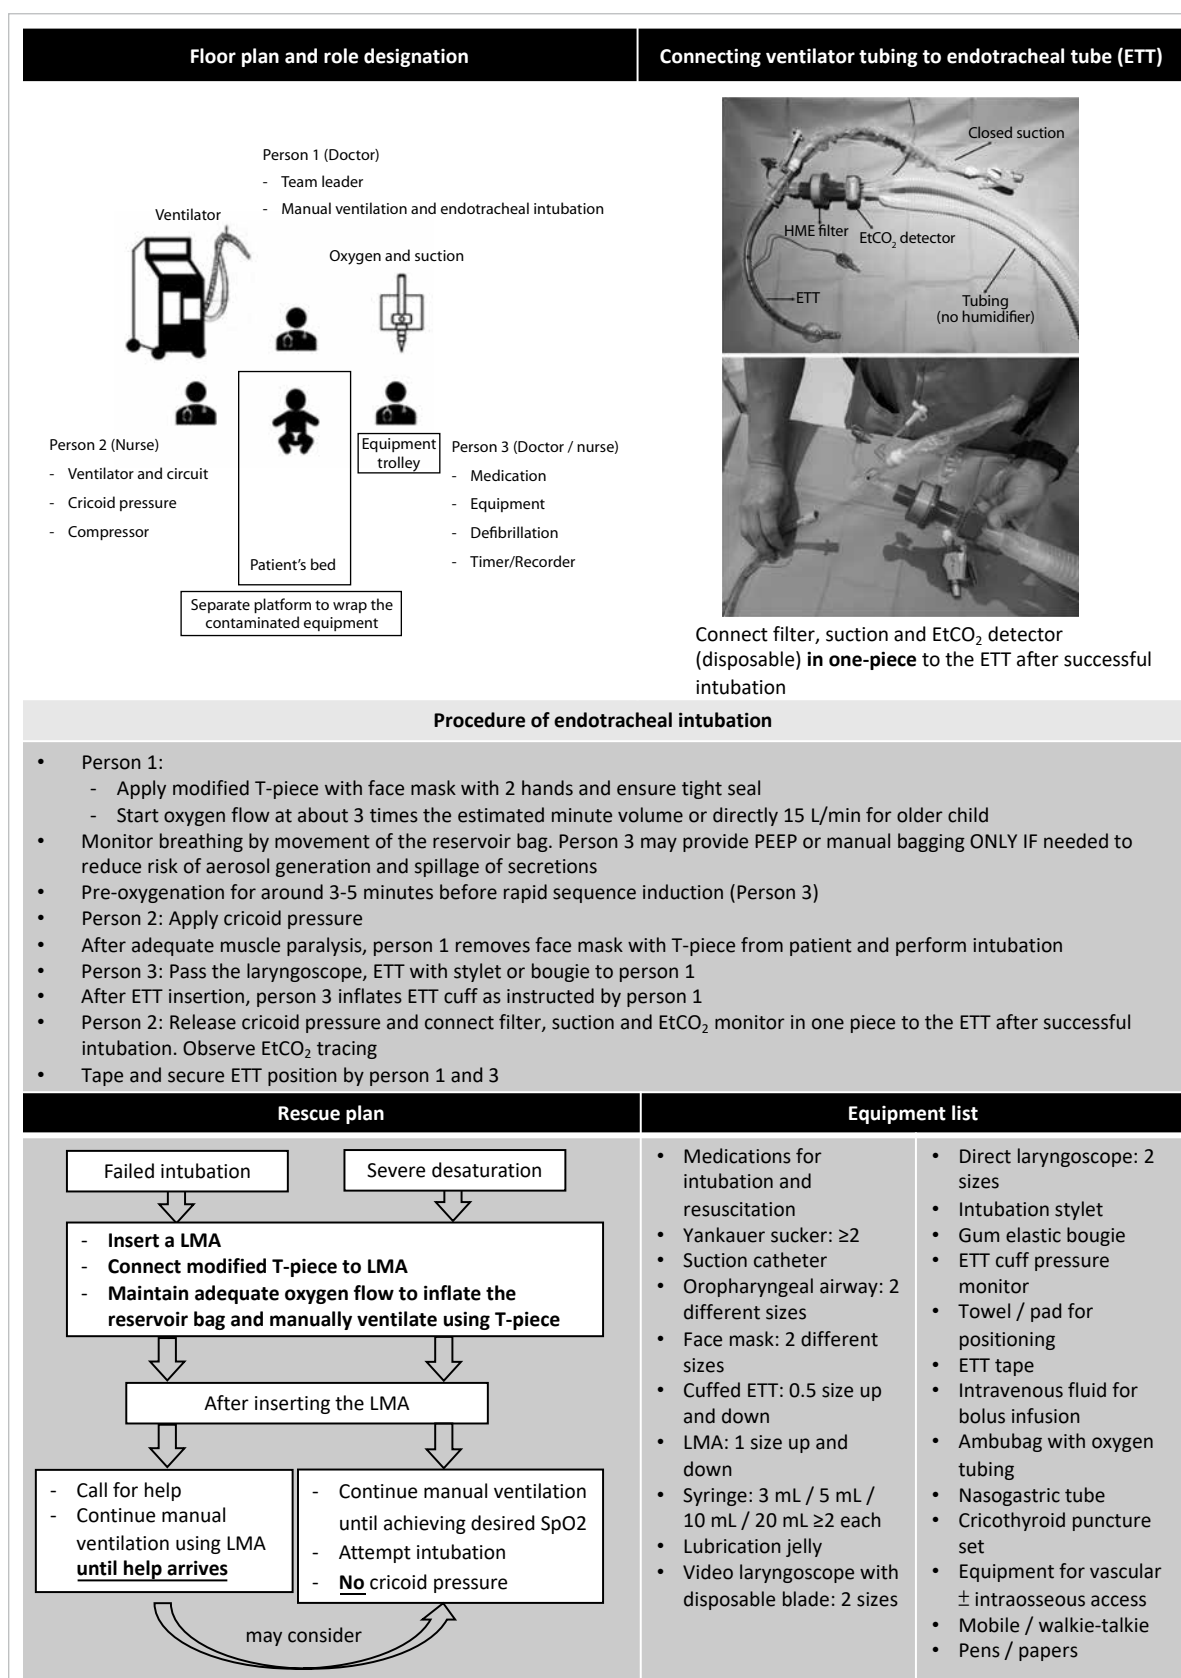 Floor plan and role designation
Connecting ventilator tubing to endotracheal tube (ETT)
Person 1 (Doctor)
- Team leader
- Manual ventilation and endotracheal intubation
Ventilator
Oxygen and suction
Person 2 (Nurse)
- Ventilator and circuit
- Cricoid pressure
- Compressor
Equipment
trolley
Person 3 (Doctor / nurse)
- Medication
- Equipment
- Defibrillation
- Timer/Recorder
Patient's bed
Separate platform to wrap the
contaminated equipment
Closed suction
HME filter
EtCO2 detector
ETT
Tubing
(no humidifier)
Connect filter, suction and EtCO2 detector
(disposable) in one-piece to the ETT after successful
intubation
Procedure of endotracheal intubation
• Person 1:
- Apply modified T-piece with face mask with 2 hands and ensure tight seal
- Start oxygen flow at about 3 times the estimated minute volume or directly 15 L/min for older child
• Monitor breathing by movement of the reservoir bag. Person 3 may provide PEEP or manual bagging ONLY IF needed to
reduce risk of aerosol generation and spillage of secretions
• Pre-oxygenation for around 3-5 minutes before rapid sequence induction (Person 3)
• Person 2: Apply cricoid pressure
• After adequate muscle paralysis, person 1 removes face mask with T-piece from patient and perform intubation
• Person 3: Pass the laryngoscope, ETT with stylet or bougie to person 1
• After ETT insertion, person 3 inflates ETT cuff as instructed by person 1
• Person 2: Release cricoid pressure and connect filter, suction and EtCO2 monitor in one piece to the ETT after successful
intubation. Observe EtCO2 tracing
• Tape and secure ETT position by person 1 and 3
Rescue plan
Failed intubation
Severe desaturation
- Insert a LMA
- Connect modified T-piece to LMA
- Maintain adequate oxygen flow to inflate the
reservoir bag and manually ventilate using T-piece
After inserting the LMA
- Call for help
- Continue manual
ventilation using LMA
until help arrives
- Continue manual ventilation
until achieving desired SpO2
- Attempt intubation
- No cricoid pressure
may consider
Equipment list
• Medications for
intubation and
resuscitation
• Yankauer sucker: ≥2
• Suction catheter
• Oropharyngeal airway: 2
different sizes
• Face mask: 2 different
sizes
• Cuffed ETT: 0.5 size up
and down
• LMA: 1 size up and
down
• Syringe: 3 mL / 5 mL /
10 mL / 20 mL ≥2 each
• Lubrication jelly
• Video laryngoscope with
disposable blade: 2 sizes
• Direct laryngoscope: 2
sizes
• Intubation stylet
• Gum elastic bougie
• ETT cuff pressure
monitor
• Towel / pad for
positioning
• ETT tape
• Intravenous fluid for
bolus infusion
• Ambubag with oxygen
tubing
• Nasogastric tube
• Cricothyroid puncture
set
• Equipment for vascular
± intraosseous access
• Mobile / walkie-talkie
• Pens / papers